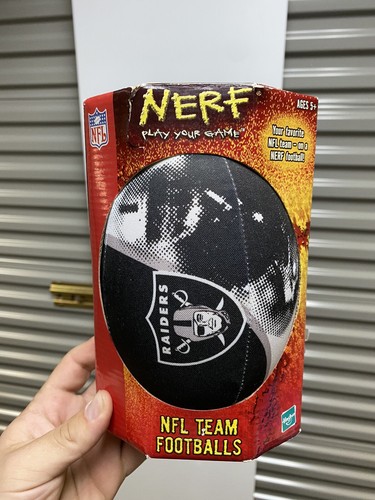 NERF
PLAY YOUR GAME
AGES 5+
NFL
Your favorite
NFL team - on a
NERF football!
RAIDERS
NFL TEAM
FOOTBALLS
Hasbro